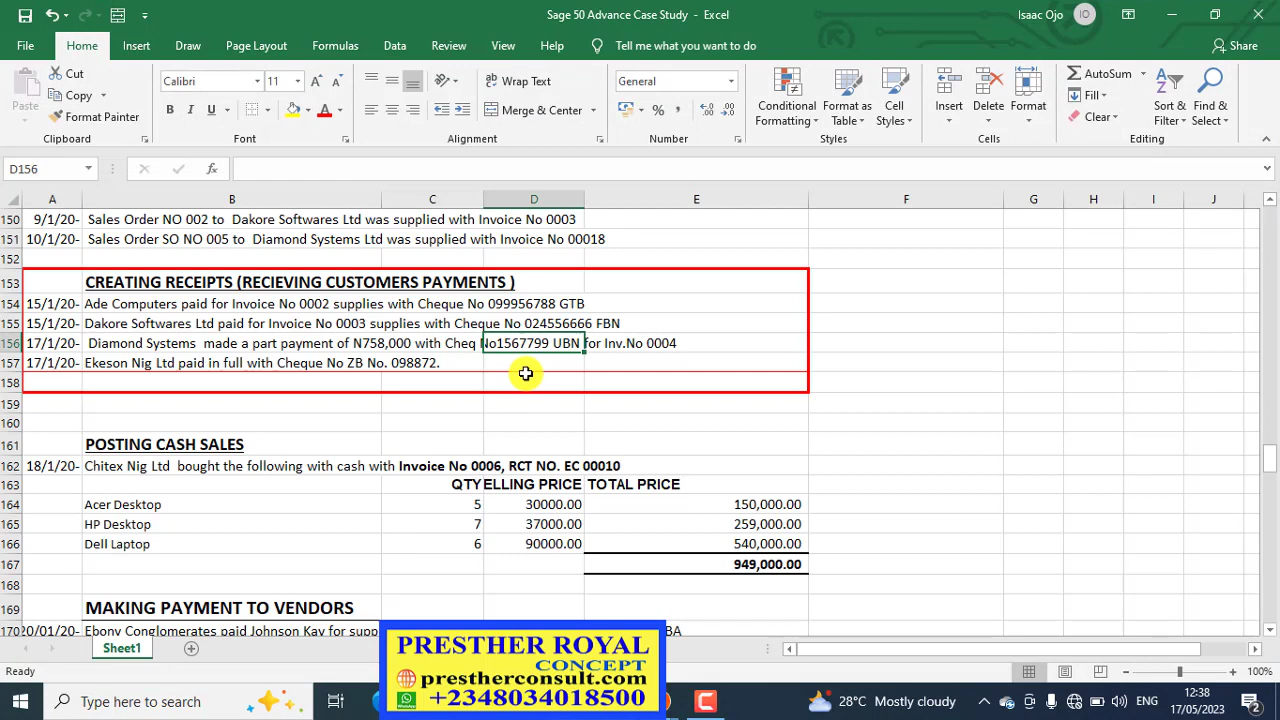 Sage 50 Advance Case Study - Excel
Isaac Ojo
IO
File Home Insert Draw Page Layout Formulas Data Review View Help Tell me what you want to do Share
Paste
Cut
Copy
Format Painter
Clipboard
Calibri 11
B I U
Font
Wrap Text
Merge & Center
Alignment
General
Number
Conditional Formatting
Format as Table
Cell Styles
Styles
Insert Delete Format
Cells
AutoSum
Fill
Clear
Sort & Filter
Find & Select
Editing
D156
A B C D E F G H I J
150 9/1/20- Sales Order NO 002 to Dakore Softwares Ltd was supplied with Invoice No 0003
151 10/1/20- Sales Order SO NO 005 to Diamond Systems Ltd was supplied with Invoice No 00018
152
153 CREATING RECEIPTS (RECIEVING CUSTOMERS PAYMENTS )
154 15/1/20- Ade Computers paid for Invoice No 0002 supplies with Cheque No 099956788 GTB
155 15/1/20- Dakore Softwares Ltd paid for Invoice No 0003 supplies with Cheque No 024556666 FBN
156 17/1/20- Diamond Systems made a part payment of N758,000 with Cheq No1567799 UBN for Inv.No 0004
157 17/1/20- Ekeson Nig Ltd paid in full with Cheque No ZB No. 098872.
158
159
160
161 POSTING CASH SALES
162 18/1/20- Chitex Nig Ltd bought the following with cash with Invoice No 0006, RCT NO. EC 00010
163 QTY ELLING PRICE TOTAL PRICE
164 Acer Desktop 5 30000.00 150,000.00
165 HP Desktop 7 37000.00 259,000.00
166 Dell Laptop 6 90000.00 540,000.00
167 949,000.00
168
169 MAKING PAYMENT TO VENDORS
170 20/01/20- Ebony Conglomerates paid Johnson Kay for
Sheet1
Ready
100%
PRESTHER ROYAL
CONCEPT
prestherconsult.com
+2348034018500
Type here to search
28°C Mostly cloudy
ENG
12:38
17/05/2023
2